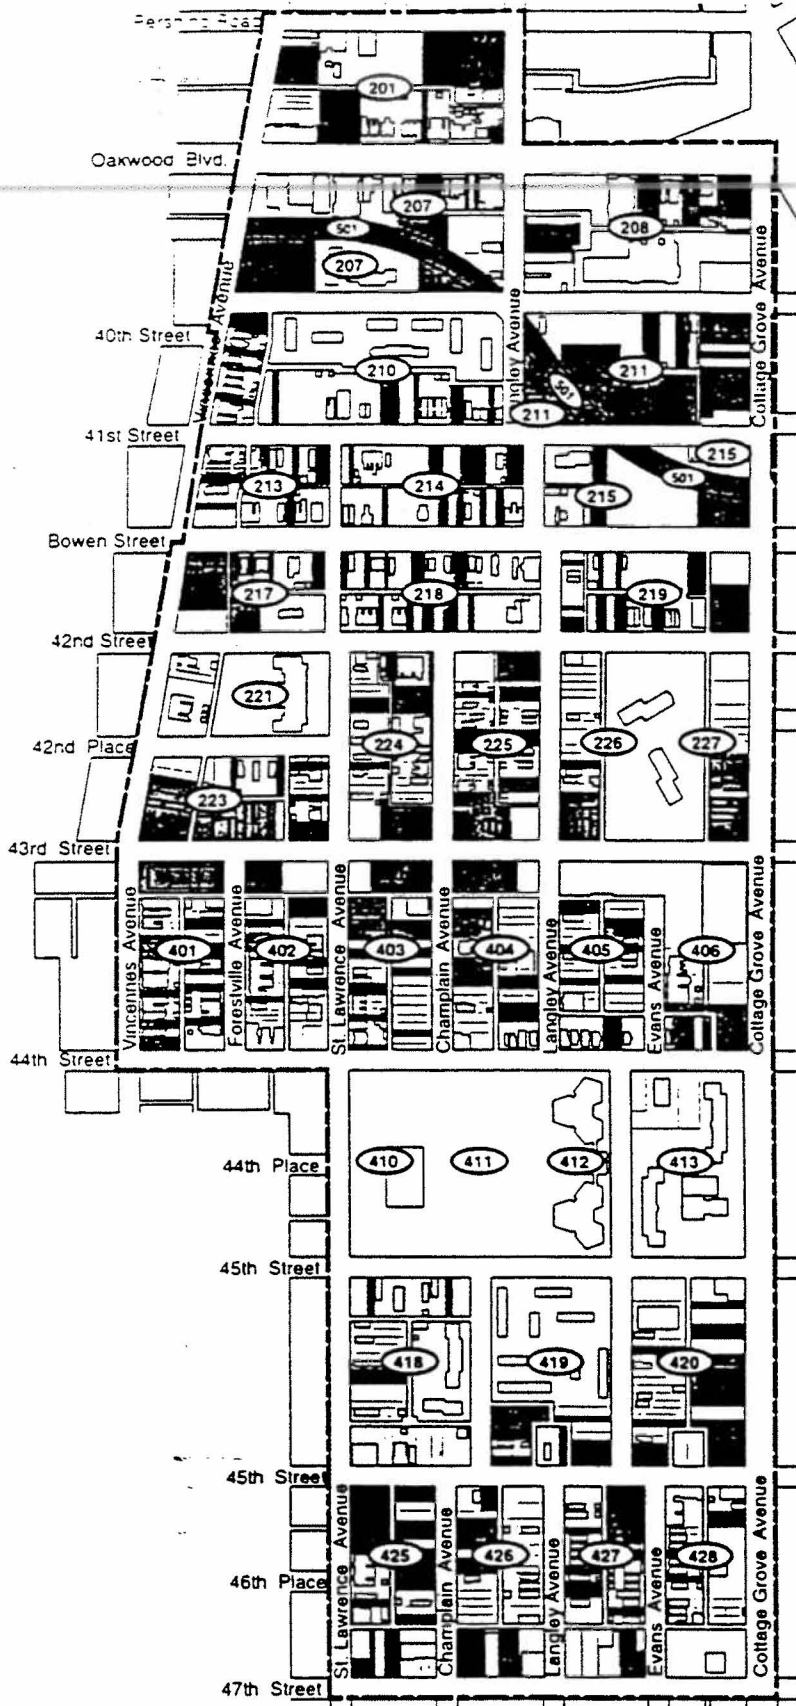 Pershing Road
201
Oakwood Blvd.
207
501
208
207
Cottage Grove Avenue
Avenue
40th Street
Langley Avenue
210
211
501
211
41st Street
213
214
215
215
501
Bowen Street
217
218
219
42nd Street
221
42nd Place
224
225
226
227
223
43rd Street
Vincennes Avenue
401
Forestville Avenue
402
St. Lawrence Avenue
403
Champlain Avenue
404
Langley Avenue
405
Evans Avenue
406
Cottage Grove Avenue
44th Street
44th Place
410
411
412
413
45th Street
418
419
420
45th Street
St. Lawrence Avenue
425
Champlain Avenue
426
Langley Avenue
427
Evans Avenue
428
Cottage Grove Avenue
46th Place
47th Street